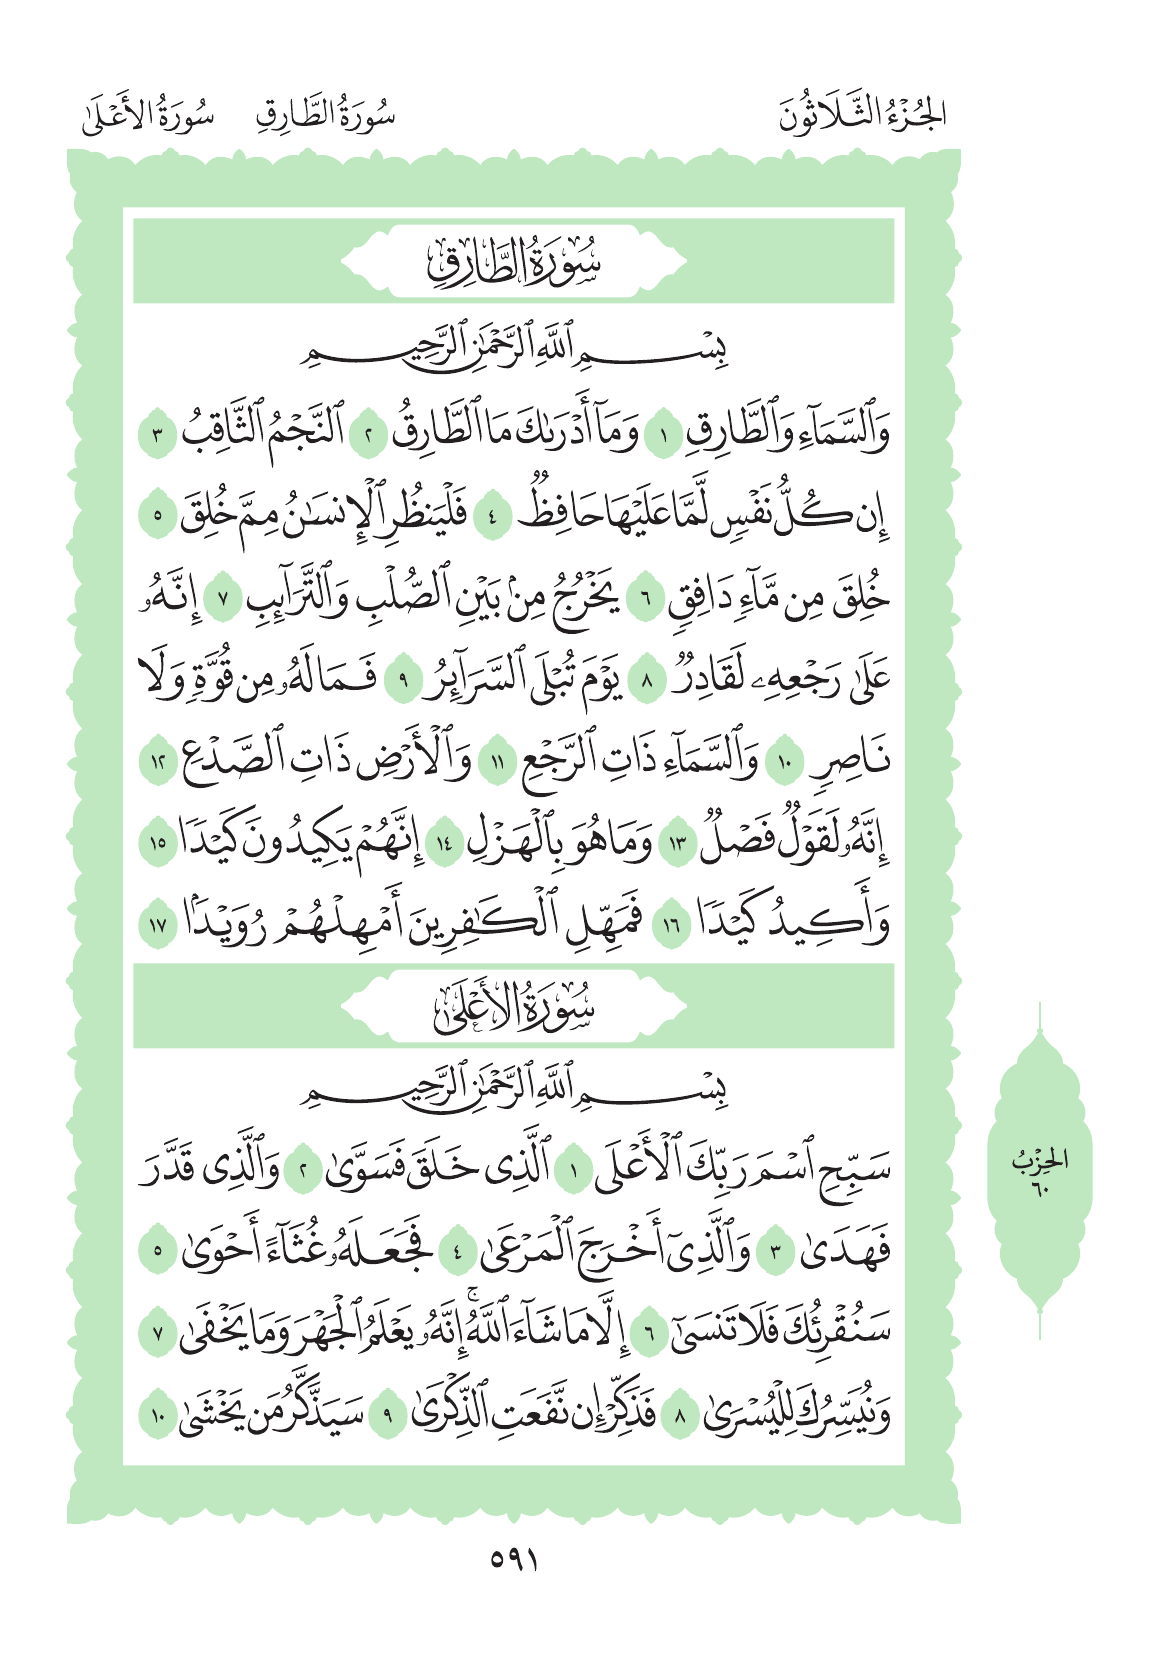 الجُزْءُ الثَّلَاثُونَ سُورَةُ الطَّارِقِ سُورَةُ الأَعْلَىٰ
سُورَةُ الطَّارِقِ
بِسْمِ ٱللَّهِ ٱلرَّحْمَٰنِ ٱلرَّحِيمِ
وَٱلسَّمَآءِ وَٱلطَّارِقِ ١ وَمَآ أَدْرَىٰكَ مَا ٱلطَّارِقُ ٢ ٱلنَّجْمُ ٱلثَّاقِبُ ٣
إِن كُلُّ نَفْسٖ لَّمَّا عَلَيْهَا حَافِظٞ ٤ فَلْيَنظُرِ ٱلْإِنسَٰنُ مِمَّ خُلِقَ ٥
خُلِقَ مِن مَّآءٖ دَافِقٖ ٦ يَخْرُجُ مِنۢ بَيْنِ ٱلصُّلْبِ وَٱلتَّرَآئِبِ ٧ إِنَّهُۥ
عَلَىٰ رَجْعِهِۦ لَقَادِرٞ ٨ يَوْمَ تُبْلَى ٱلسَّرَآئِرُ ٩ فَمَا لَهُۥ مِن قُوَّةٖ وَلَا
نَاصِرٖ ١٠ وَٱلسَّمَآءِ ذَاتِ ٱلرَّجْعِ ١١ وَٱلْأَرْضِ ذَاتِ ٱلصَّدْعِ ١٢
إِنَّهُۥ لَقَوْلٞ فَصْلٞ ١٣ وَمَا هُوَ بِٱلْهَزْلِ ١٤ إِنَّهُمْ يَكِيدُونَ كَيْدٗا ١٥
وَأَكِيدُ كَيْدٗا ١٦ فَمَهِّلِ ٱلْكَٰفِرِينَ أَمْهِلْهُمْ رُوَيْدَۢا ١٧
سُورَةُ الأَعْلَىٰ
بِسْمِ ٱللَّهِ ٱلرَّحْمَٰنِ ٱلرَّحِيمِ
سَبِّحِ ٱسْمَ رَبِّكَ ٱلْأَعْلَى ١ ٱلَّذِى خَلَقَ فَسَوَّىٰ ٢ وَٱلَّذِى قَدَّرَ
فَهَدَىٰ ٣ وَٱلَّذِىٓ أَخْرَجَ ٱلْمَرْعَىٰ ٤ فَجَعَلَهُۥ غُثَآءً أَحْوَىٰ ٥
سَنُقْرِئُكَ فَلَا تَنسَىٰٓ ٦ إِلَّا مَا شَآءَ ٱللَّهُۚ إِنَّهُۥ يَعْلَمُ ٱلْجَهْرَ وَمَا يَخْفَىٰ ٧
وَنُيَسِّرُكَ لِلْيُسْرَىٰ ٨ فَذَكِّرْ إِن نَّفَعَتِ ٱلذِّكْرَىٰ ٩ سَيَذَّكَّرُ مَن يَخْشَىٰ ١٠
الحِزْبُ
٦٠
٥٩١